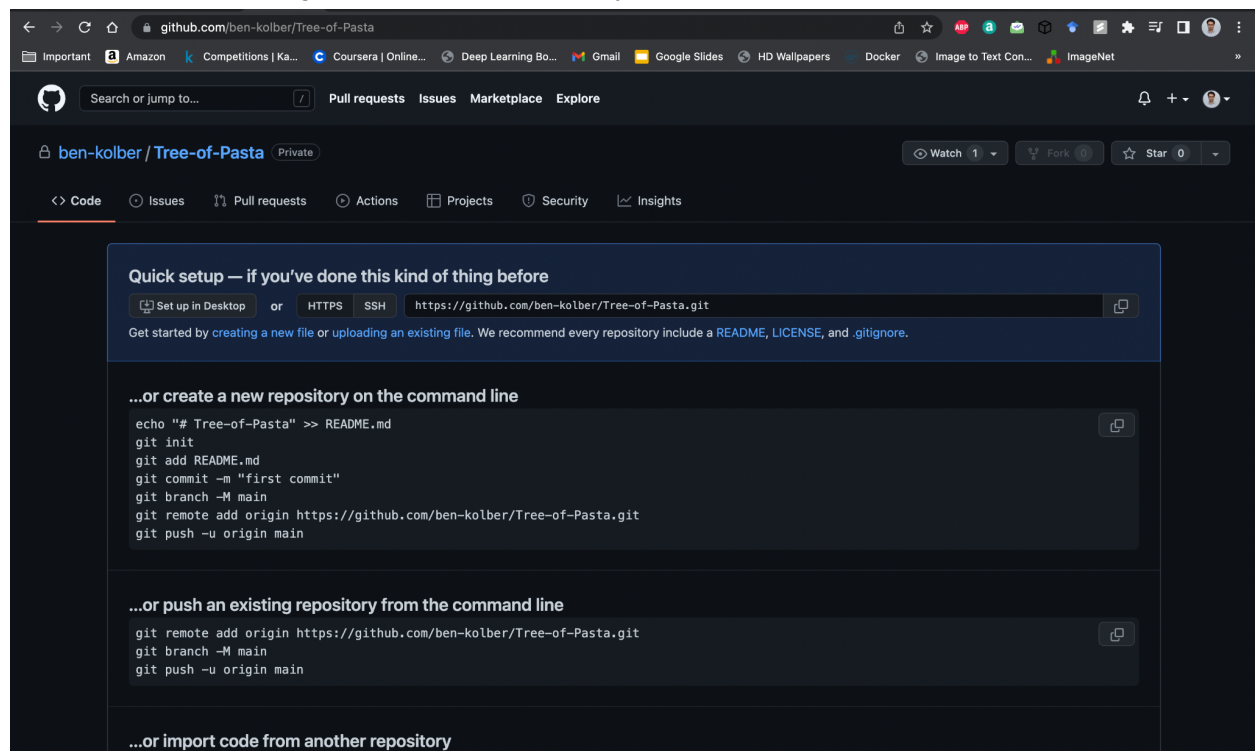 github.com/ben-kolber/Tree-of-Pasta
ABP a
Important a Amazon k Competitions | Ka... C Coursera | Online... Deep Learning Bo... Gmail Google Slides HD Wallpapers Docker Image to Text Con... ImageNet »
Search or jump to... / Pull requests Issues Marketplace Explore
ben-kolber / Tree-of-Pasta Private Watch 1 Fork 0 Star 0
<> Code Issues Pull requests Actions Projects Security Insights
Quick setup — if you've done this kind of thing before
Set up in Desktop or HTTPS SSH https://github.com/ben-kolber/Tree-of-Pasta.git
Get started by creating a new file or uploading an existing file. We recommend every repository include a README, LICENSE, and .gitignore.
...or create a new repository on the command line
echo "# Tree-of-Pasta" >> README.md
git init
git add README.md
git commit -m "first commit"
git branch -M main
git remote add origin https://github.com/ben-kolber/Tree-of-Pasta.git
git push -u origin main
...or push an existing repository from the command line
git remote add origin https://github.com/ben-kolber/Tree-of-Pasta.git
git branch -M main
git push -u origin main
...or import code from another repository